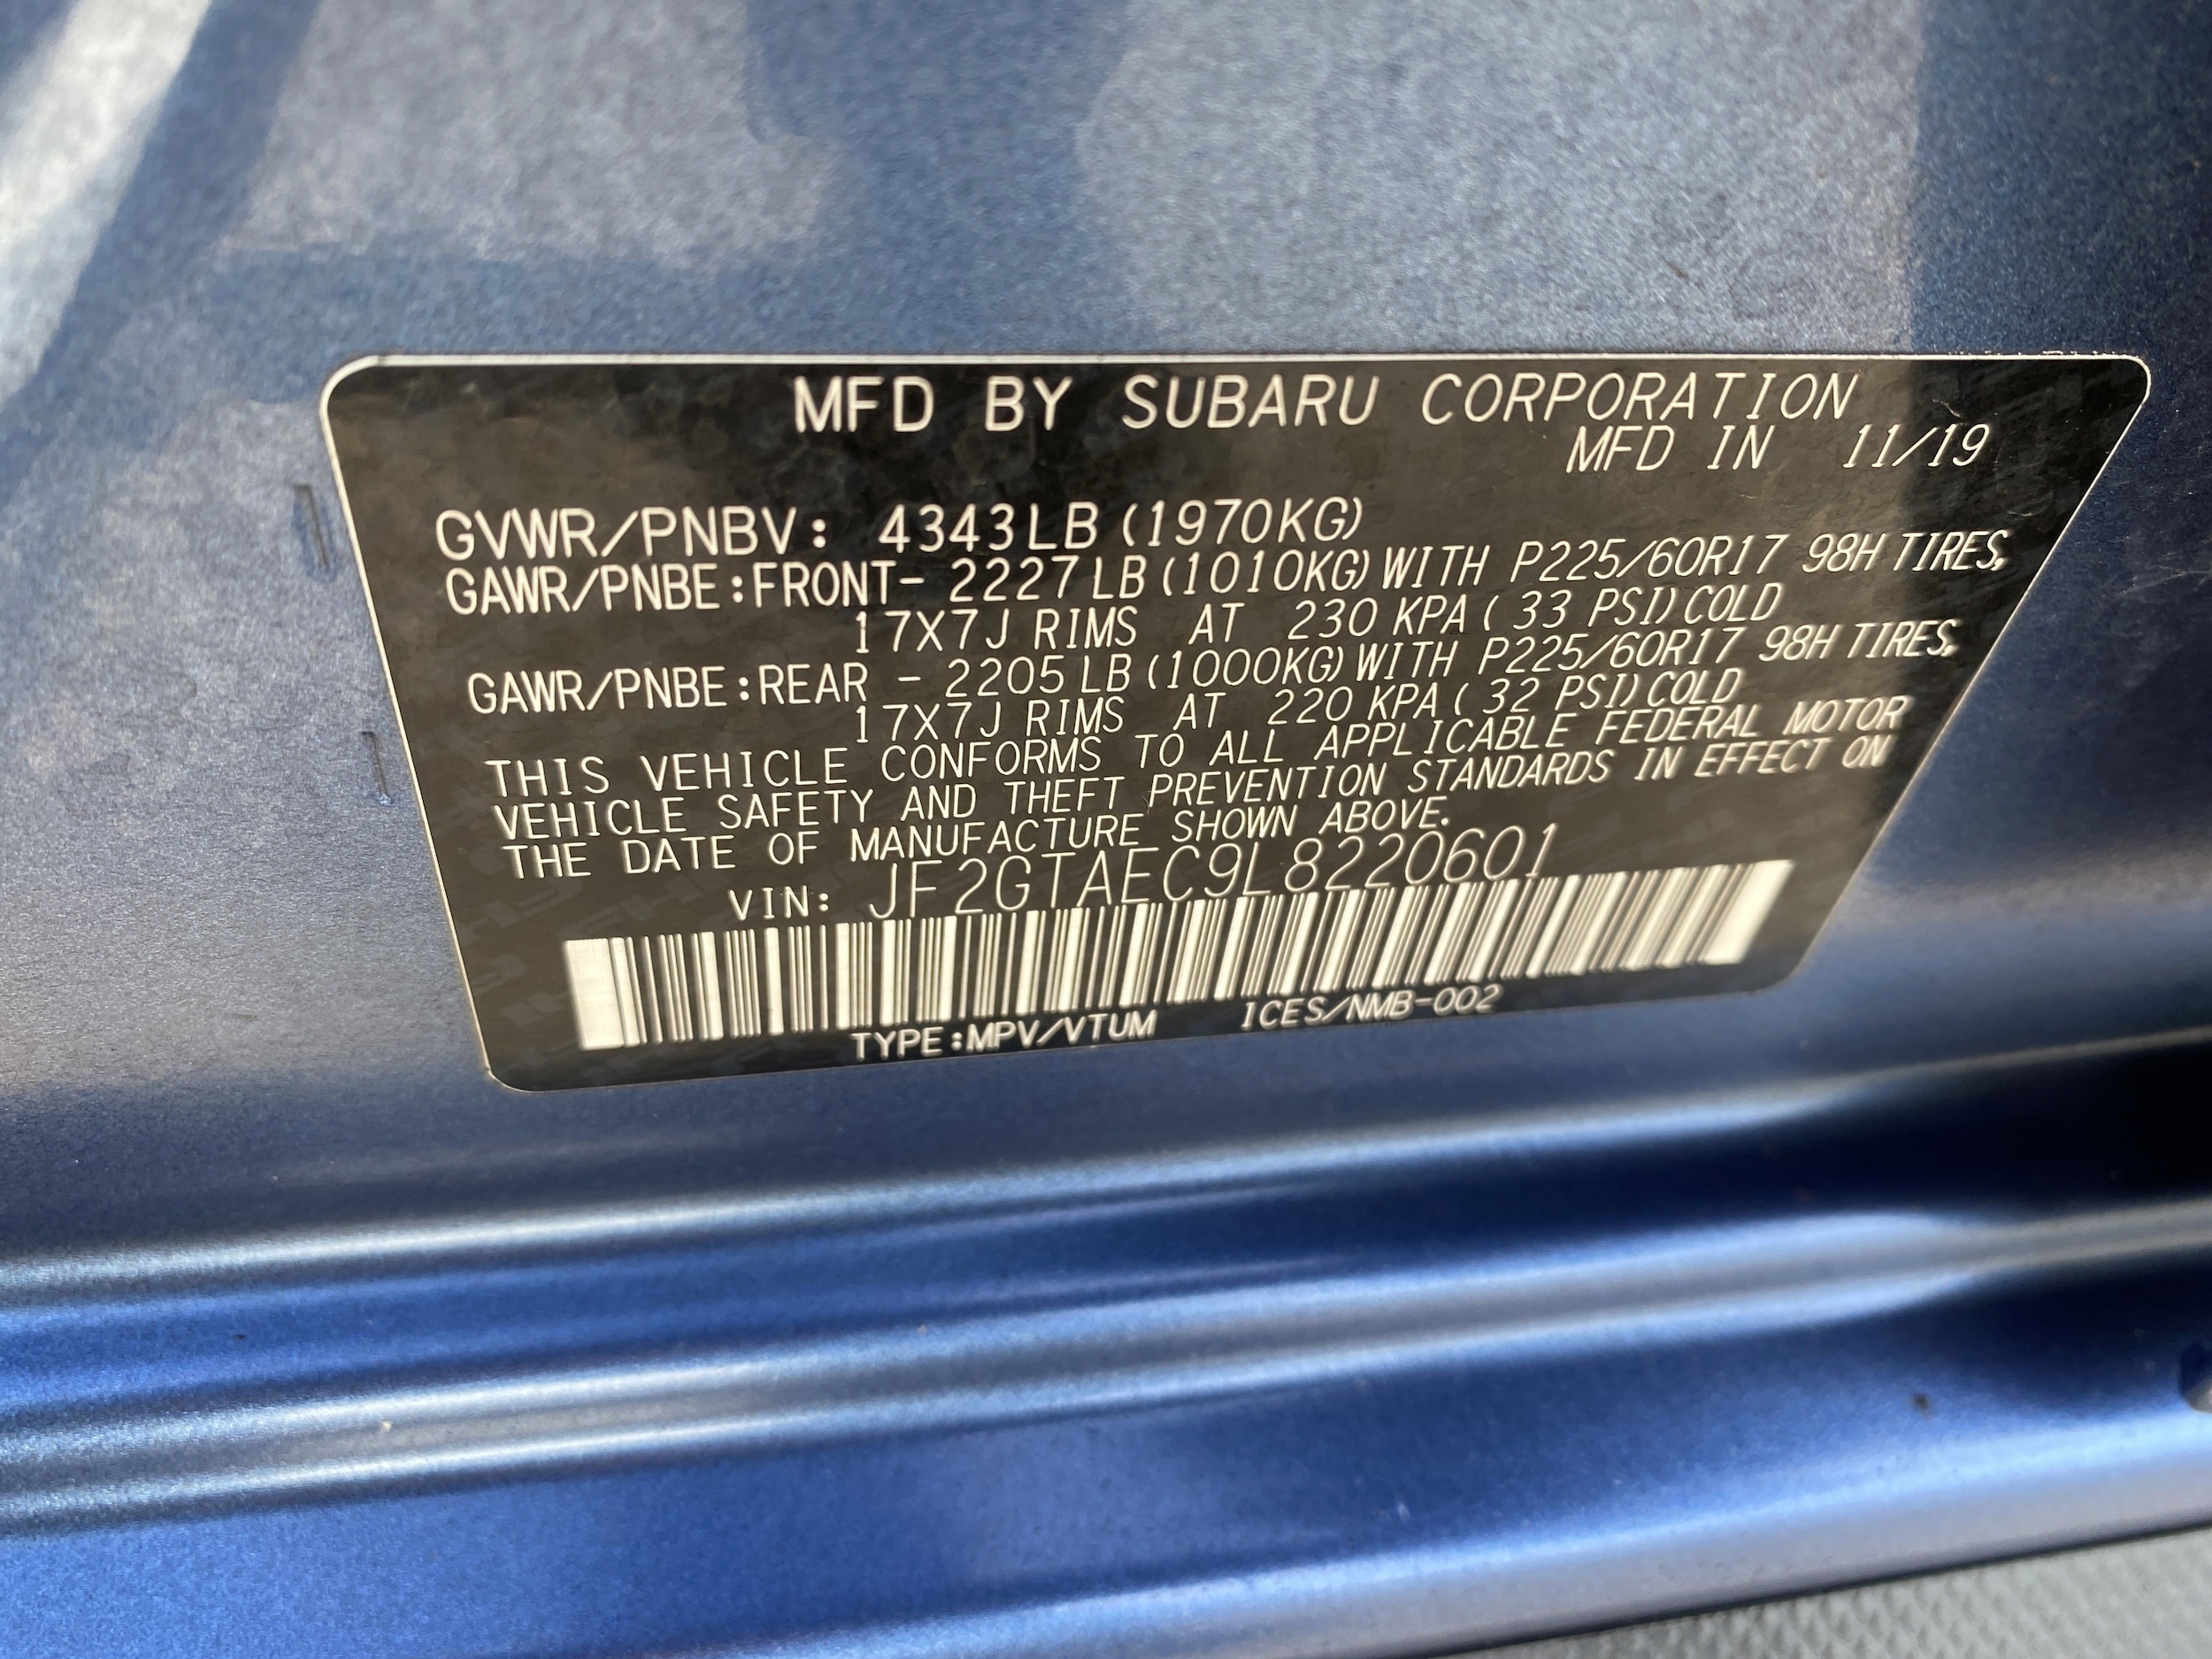 MFD BY SUBARU CORPORATION
MFD IN 11/19
GVWR/PNBV: 4343LB (1970KG)
GAWR/PNBE:FRONT- 2227LB(1010KG)WITH P225/60R17 98H TIRES,
17X7J RIMS AT 230 KPA( 33 PSI)COLD
GAWR/PNBE:REAR - 2205LB(1000KG)WITH P225/60R17 98H TIRES,
17X7J RIMS AT 220 KPA( 32 PSI)COLD
THIS VEHICLE CONFORMS TO ALL APPLICABLE FEDERAL MOTOR
VEHICLE SAFETY AND THEFT PREVENTION STANDARDS IN EFFECT ON
THE DATE OF MANUFACTURE SHOWN ABOVE.
VIN: JF2GTAEC9L8220601
TYPE:MPV/VTUM ICES/NMB-002